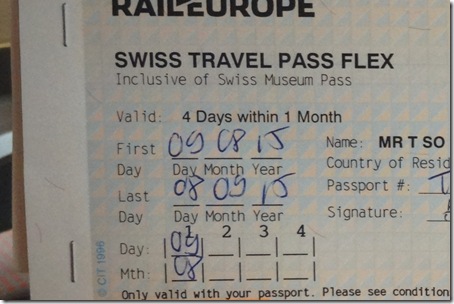 RAILEUROPE
SWISS TRAVEL PASS FLEX
Inclusive of Swiss Museum Pass
Valid: 4 Days within 1 Month
First 09 08 15 Name: MR T SO
Day Day Month Year Country of Resid
Last 08 09 15 Passport #:
Day Day Month Year Signature:
1 2 3 4
Day: 09
Mth: 8
Only valid with your passport. Please see condition
© CIT 1996